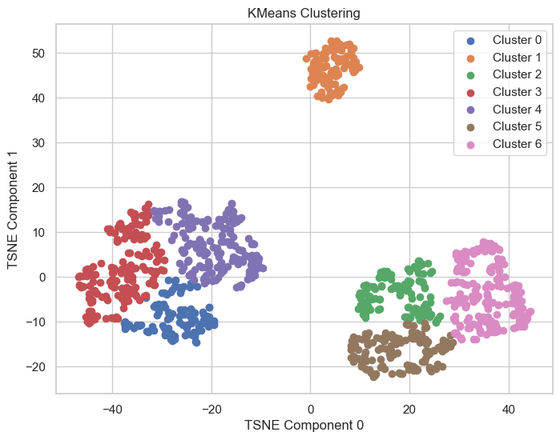 KMeans Clustering
Cluster 0
Cluster 1
Cluster 2
Cluster 3
Cluster 4
Cluster 5
Cluster 6
50
40
30
20
10
0
−10
−20
TSNE Component 1
−40
−20
0
20
40
TSNE Component 0